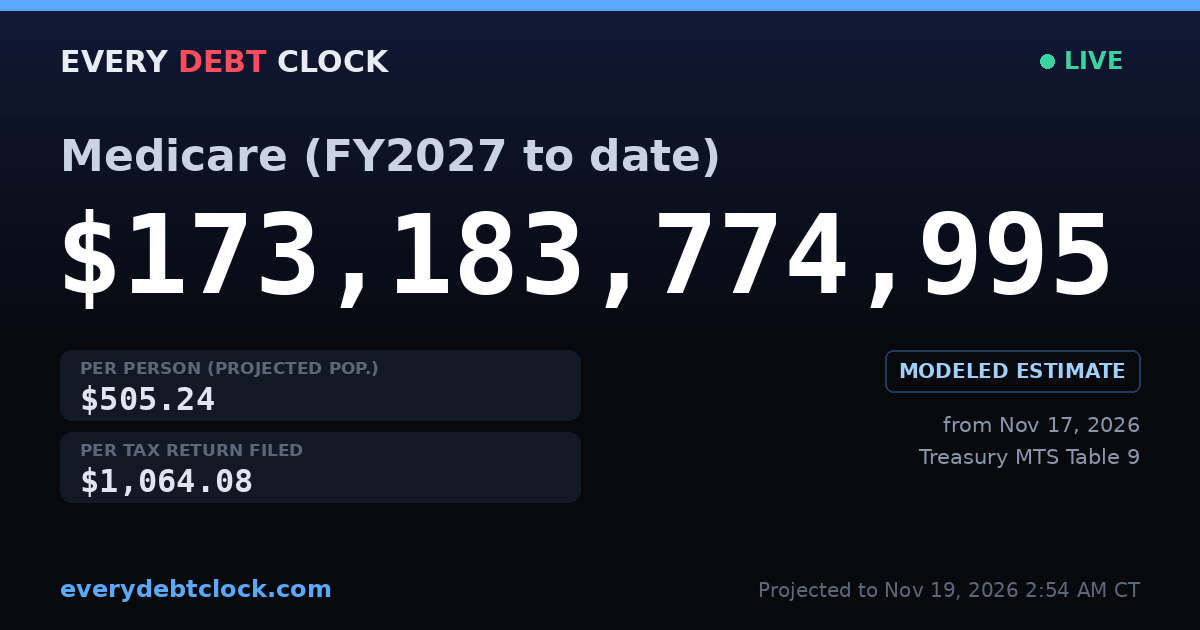 EVERY DEBT CLOCK
LIVE
Medicare (FY2027 to date)
$173,183,774,995
PER PERSON (PROJECTED POP.)
$505.24
PER TAX RETURN FILED
$1,064.08
MODELED ESTIMATE
from Nov 17, 2026
Treasury MTS Table 9
everydebtclock.com
Projected to Nov 19, 2026 2:54 AM CT